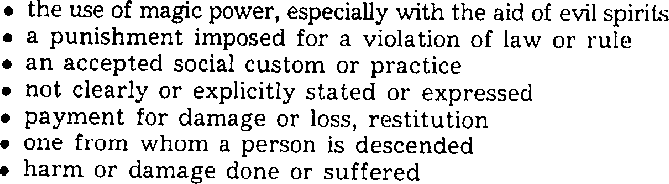 • the use of magic power, especially with the aid of evil spirits
• a punishment imposed for a violation of law or rule
• an accepted social custom or practice
• not clearly or explicitly stated or expressed
• payment for damage or loss, restitution
• one from whom a person is descended
• harm or damage done or suffered